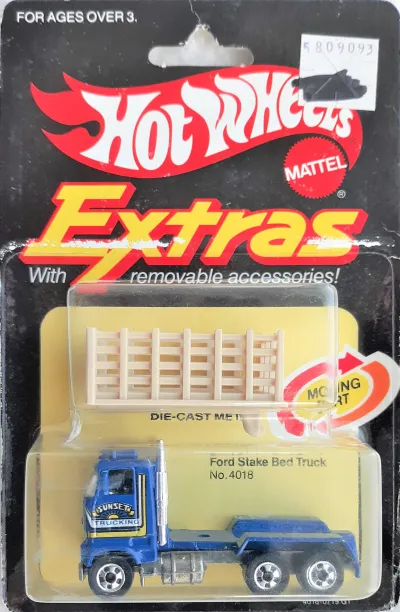 FOR AGES OVER 3.
5809093
HOT WHEELS
MATTEL
®
Extras
With removable accessories!
MOVING
PART
DIE-CAST MET
Ford Stake Bed Truck
No. 4018
SUNSET
TRUCKING